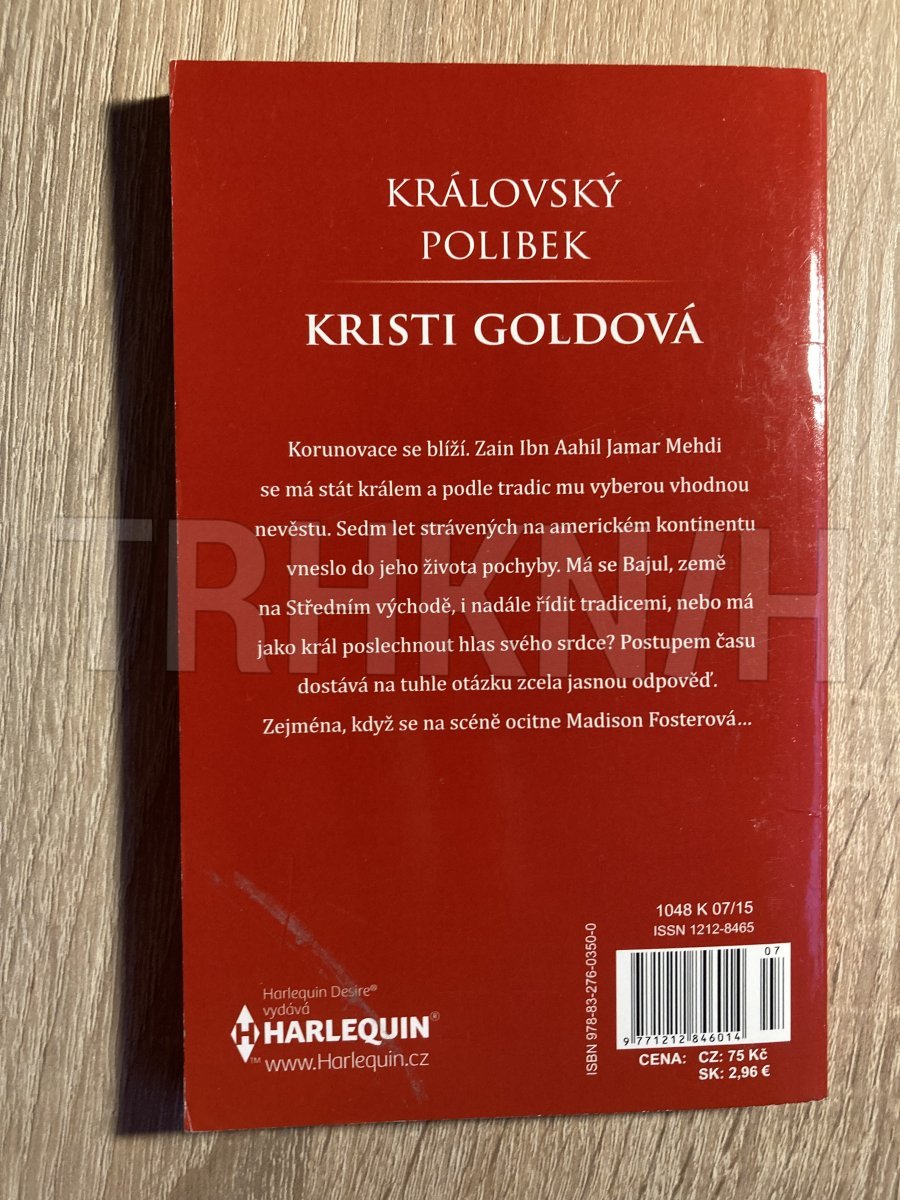 KRÁLOVSKÝ
POLIBEK
KRISTI GOLDOVÁ
Korunovace se blíží. Zain Ibn Aahil Jamar Mehdi
se má stát králem a podle tradic mu vyberou vhodnou
nevěstu. Sedm let strávených na americkém kontinentu
vneslo do jeho života pochyby. Má se Bajul, země
na Středním východě, i nadále řídit tradicemi, nebo má
jako král poslechnout hlas svého srdce? Postupem času
dostává na tuhle otázku zcela jasnou odpověď.
Zejména, když se na scéně ocitne Madison Fosterová...
TRHKNIH
1048 K 07/15
ISSN 1212-8465
07
ISBN 978-83-276-0350-0
9 771212 846014
CENA: CZ: 75 Kč
SK: 2,96 €
Harlequin Desire®
vydává
HARLEQUIN®
™ www.Harlequin.cz